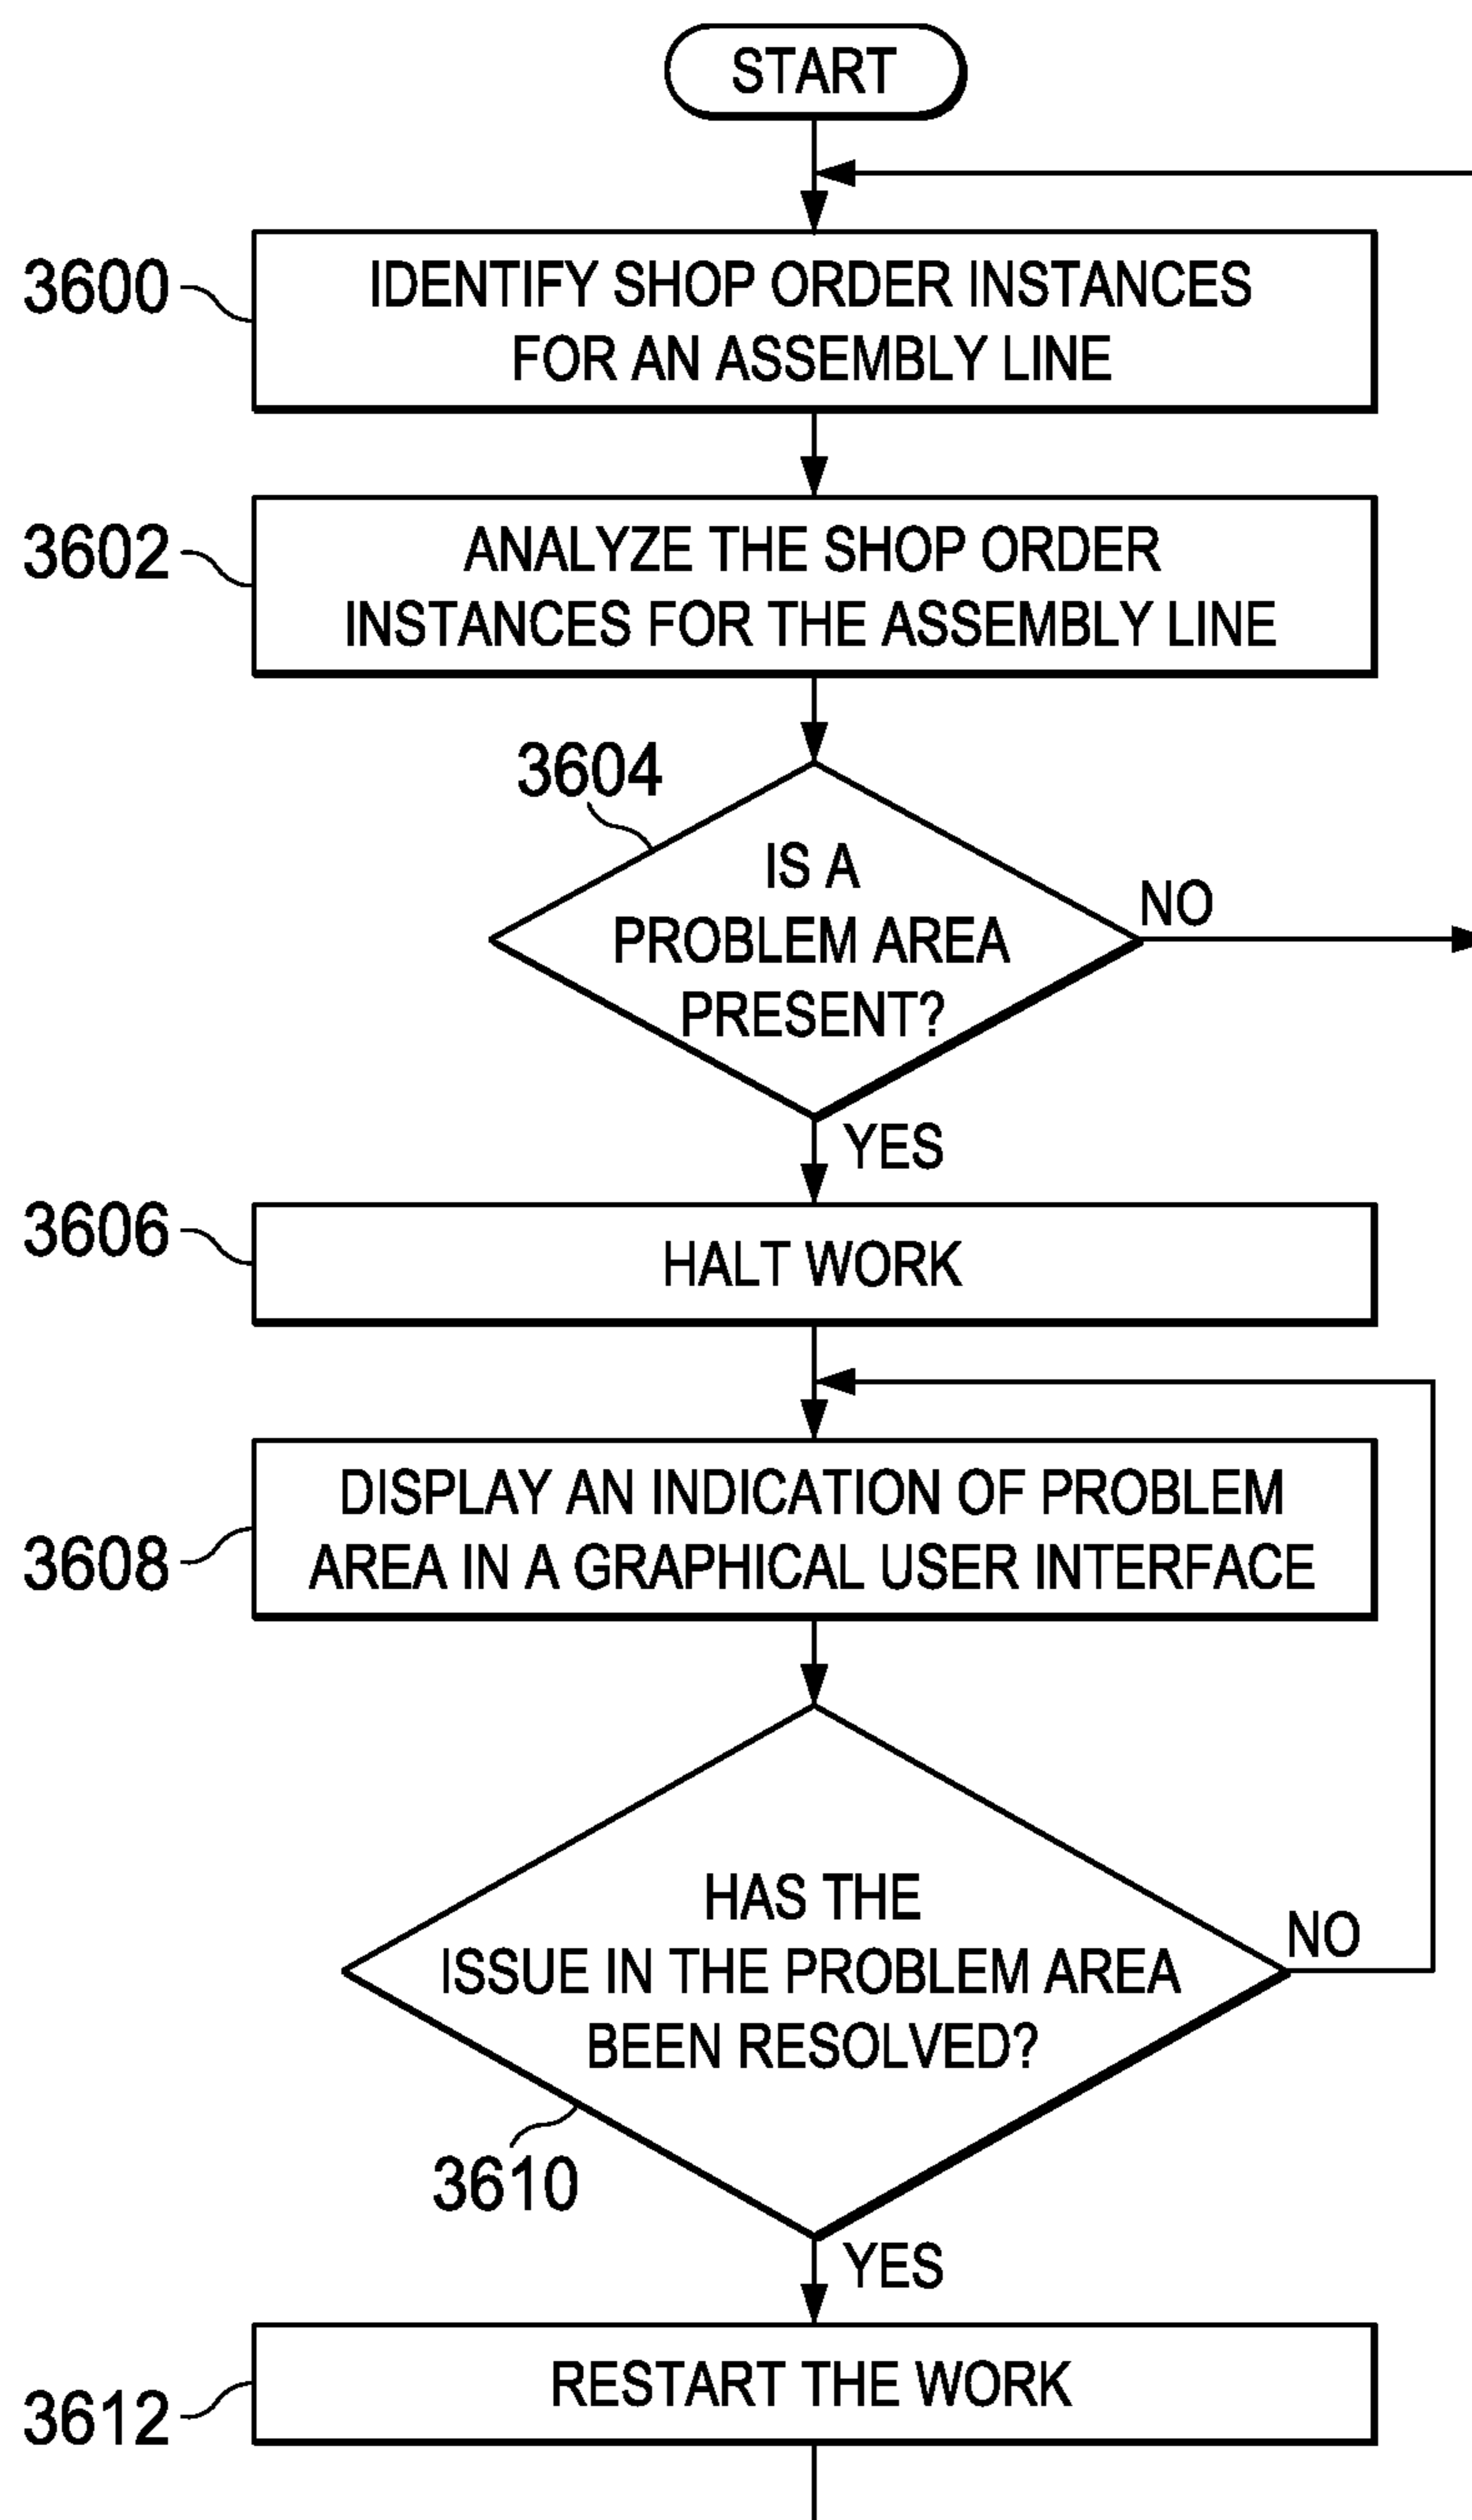 START
3600
IDENTIFY SHOP ORDER INSTANCES
FOR AN ASSEMBLY LINE
3602
ANALYZE THE SHOP ORDER
INSTANCES FOR THE ASSEMBLY LINE
3604
IS A
PROBLEM AREA
PRESENT?
NO
YES
3606
HALT WORK
3608
DISPLAY AN INDICATION OF PROBLEM
AREA IN A GRAPHICAL USER INTERFACE
HAS THE
ISSUE IN THE PROBLEM AREA
BEEN RESOLVED?
NO
3610
YES
3612
RESTART THE WORK